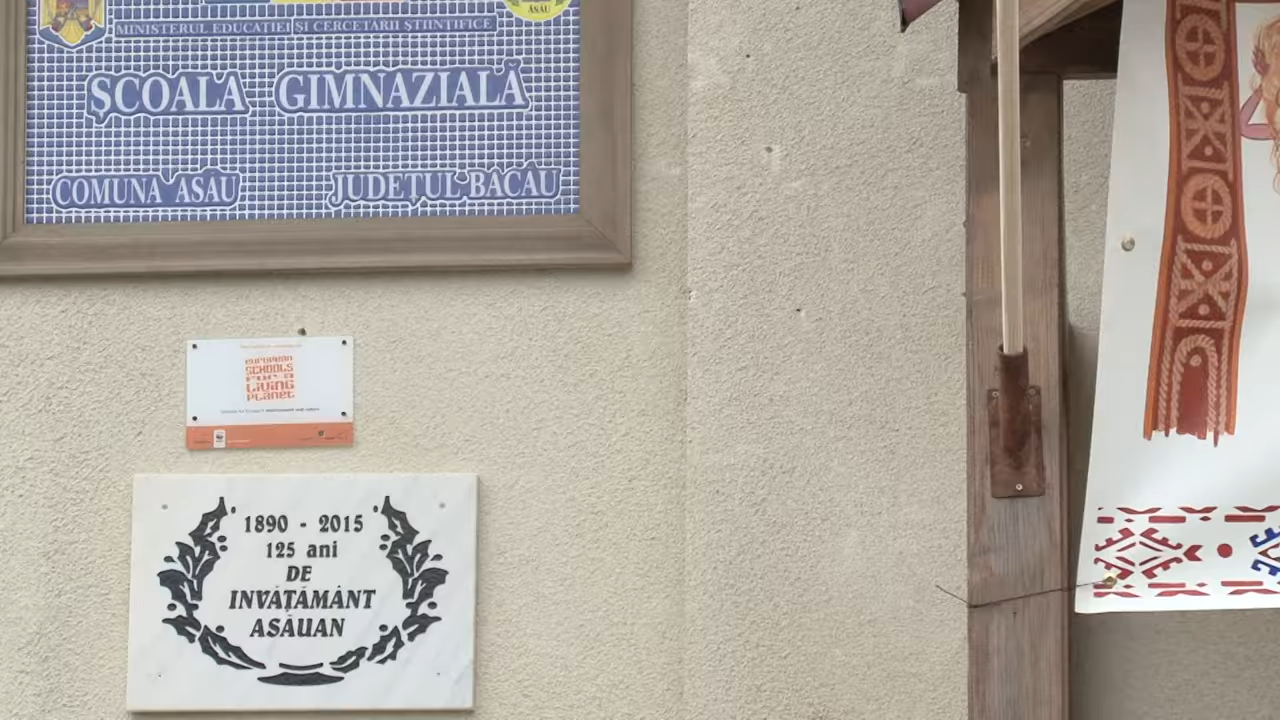 ASĂU
MINISTERUL EDUCAȚIEI ȘI CERCETĂRII ȘTIINȚIFICE
ȘCOALA GIMNAZIALĂ
COMUNA ASĂU JUDEȚUL BACĂU
EUROPEAN
SCHOOLS
FOR A
LIVING
PLANET
1890 - 2015
125 ani
DE
INVĂȚĂMÂNT
ASĂUAN